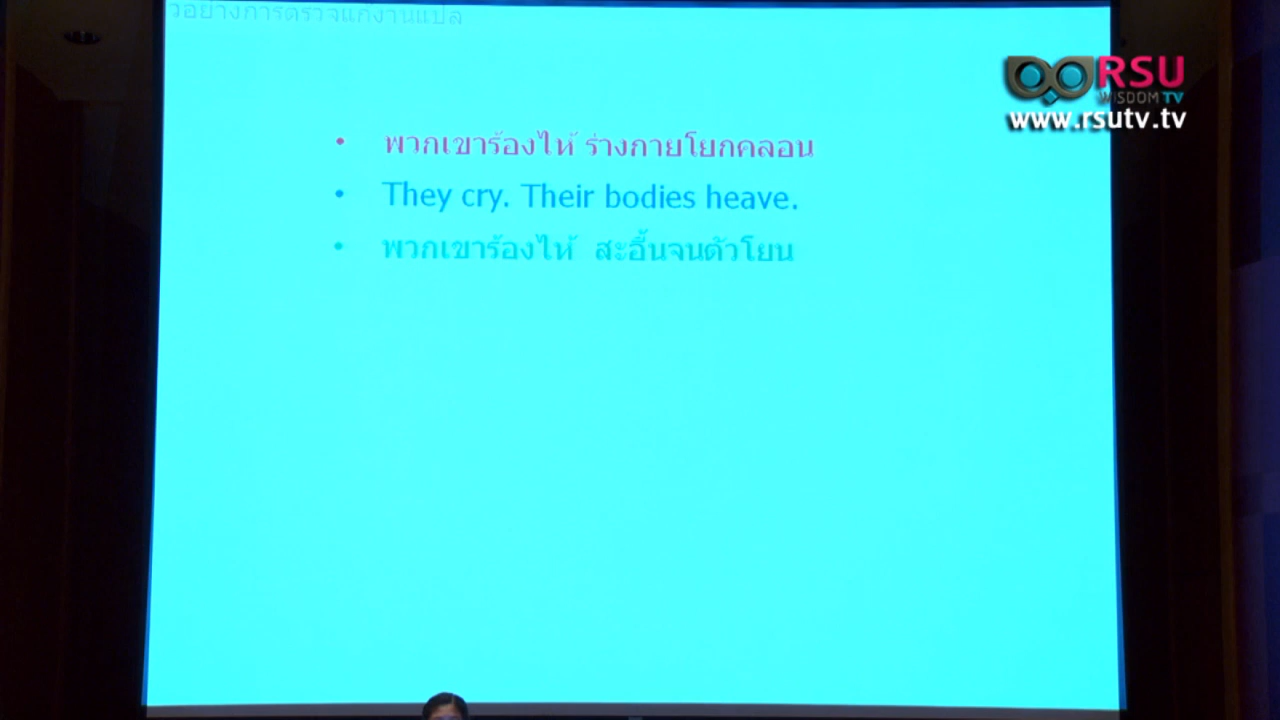 วอย่างการตรวจแก้งานแปล
RSU
WISDOM TV
www.rsutv.tv
• พวกเขาร้องไห้ ร่างกายโยกคลอน
• They cry. Their bodies heave.
• พวกเขาร้องไห้ สะอื้นจนตัวโยน